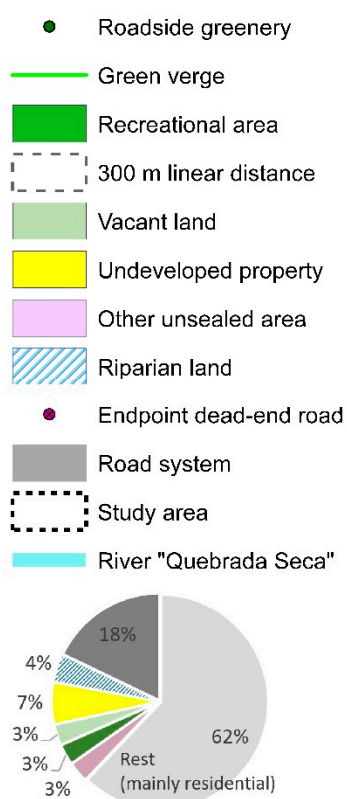 Roadside greenery
Green verge
Recreational area
300 m linear distance
Vacant land
Undeveloped property
Other unsealed area
Riparian land
Endpoint dead-end road
Road system
Study area
River "Quebrada Seca"
18%
4%
7%
3%
3%
3%
62%
Rest
(mainly residential)